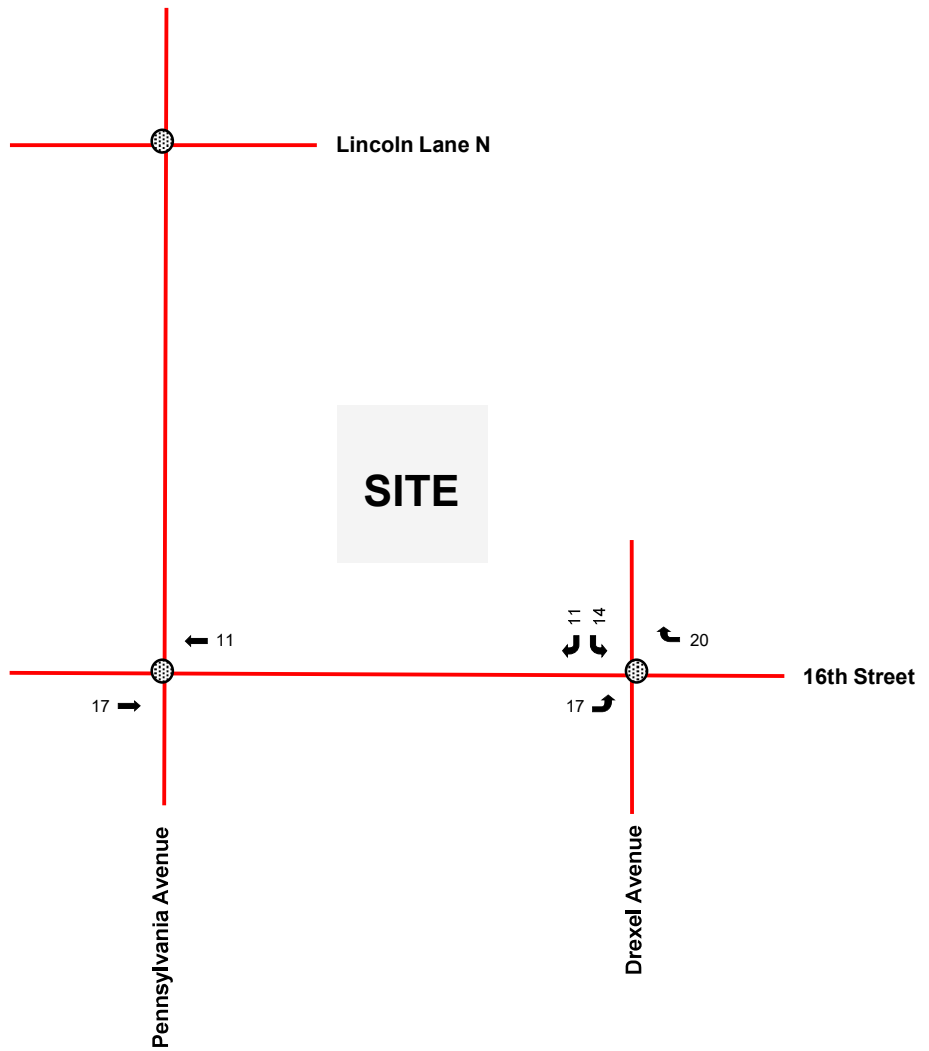 Lincoln Lane N
SITE
11
14
11
20
17
17
16th Street
Pennsylvania Avenue
Drexel Avenue